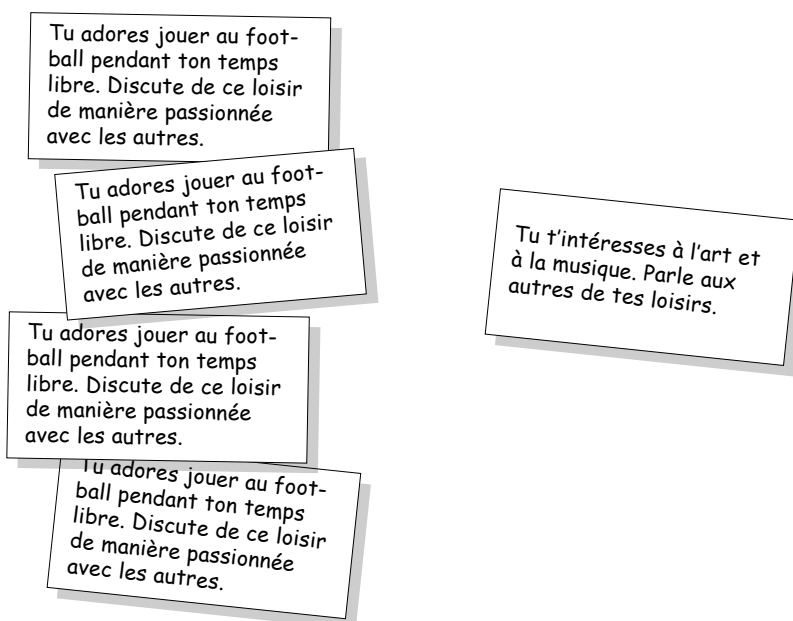 Tu adores jouer au foot-
ball pendant ton temps
libre. Discute de ce loisir
de manière passionnée
avec les autres.
Tu adores jouer au foot-
ball pendant ton temps
libre. Discute de ce loisir
de manière passionnée
avec les autres.
Tu adores jouer au foot-
ball pendant ton temps
libre. Discute de ce loisir
de manière passionnée
avec les autres.
Tu adores jouer au foot-
ball pendant ton temps
libre. Discute de ce loisir
de manière passionnée
avec les autres.
Tu t'intéresses à l'art et
à la musique. Parle aux
autres de tes loisirs.